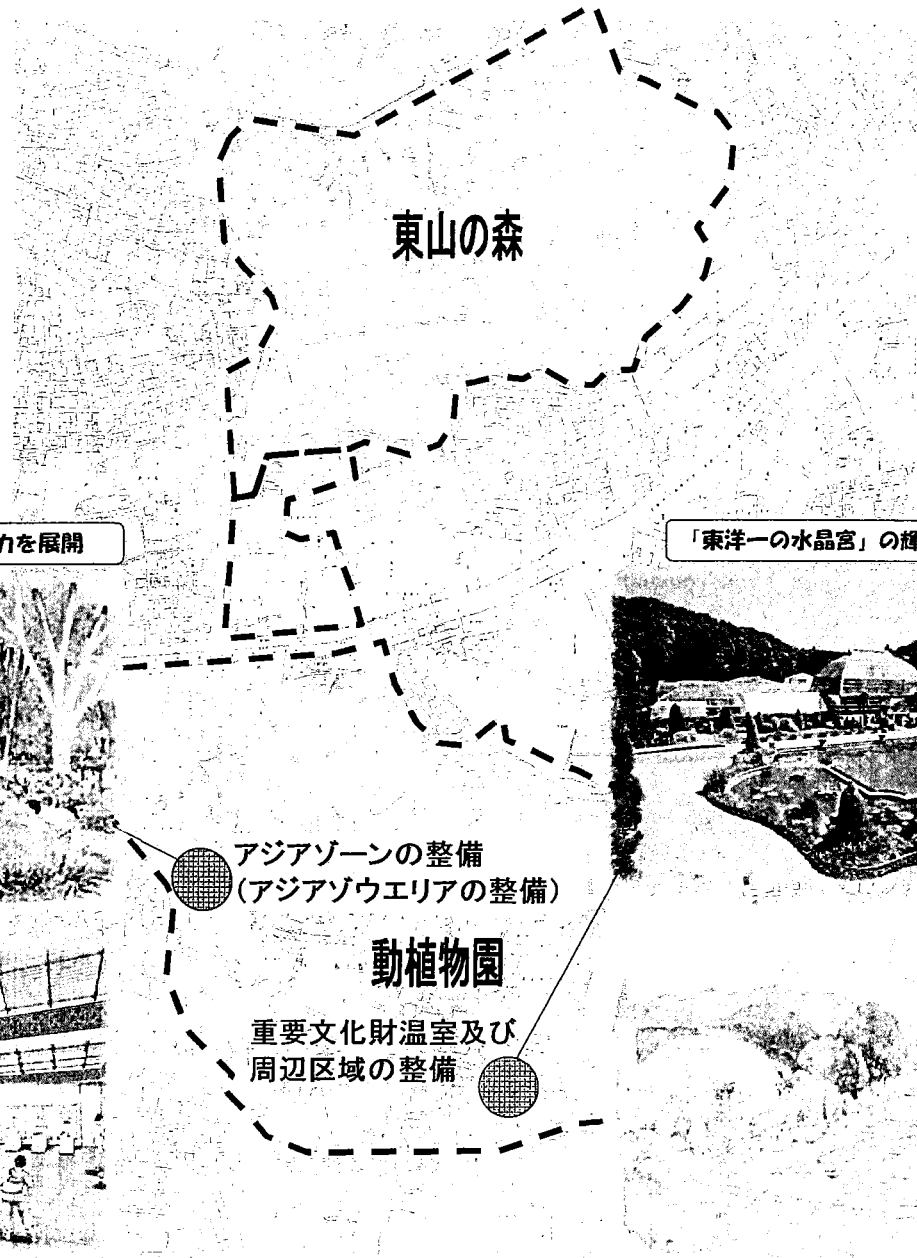 東山の森
力を展開
「東洋一の水晶宮」の輝
アジアゾーンの整備
(アジアゾウエリアの整備)
動植物園
重要文化財温室及び
周辺区域の整備